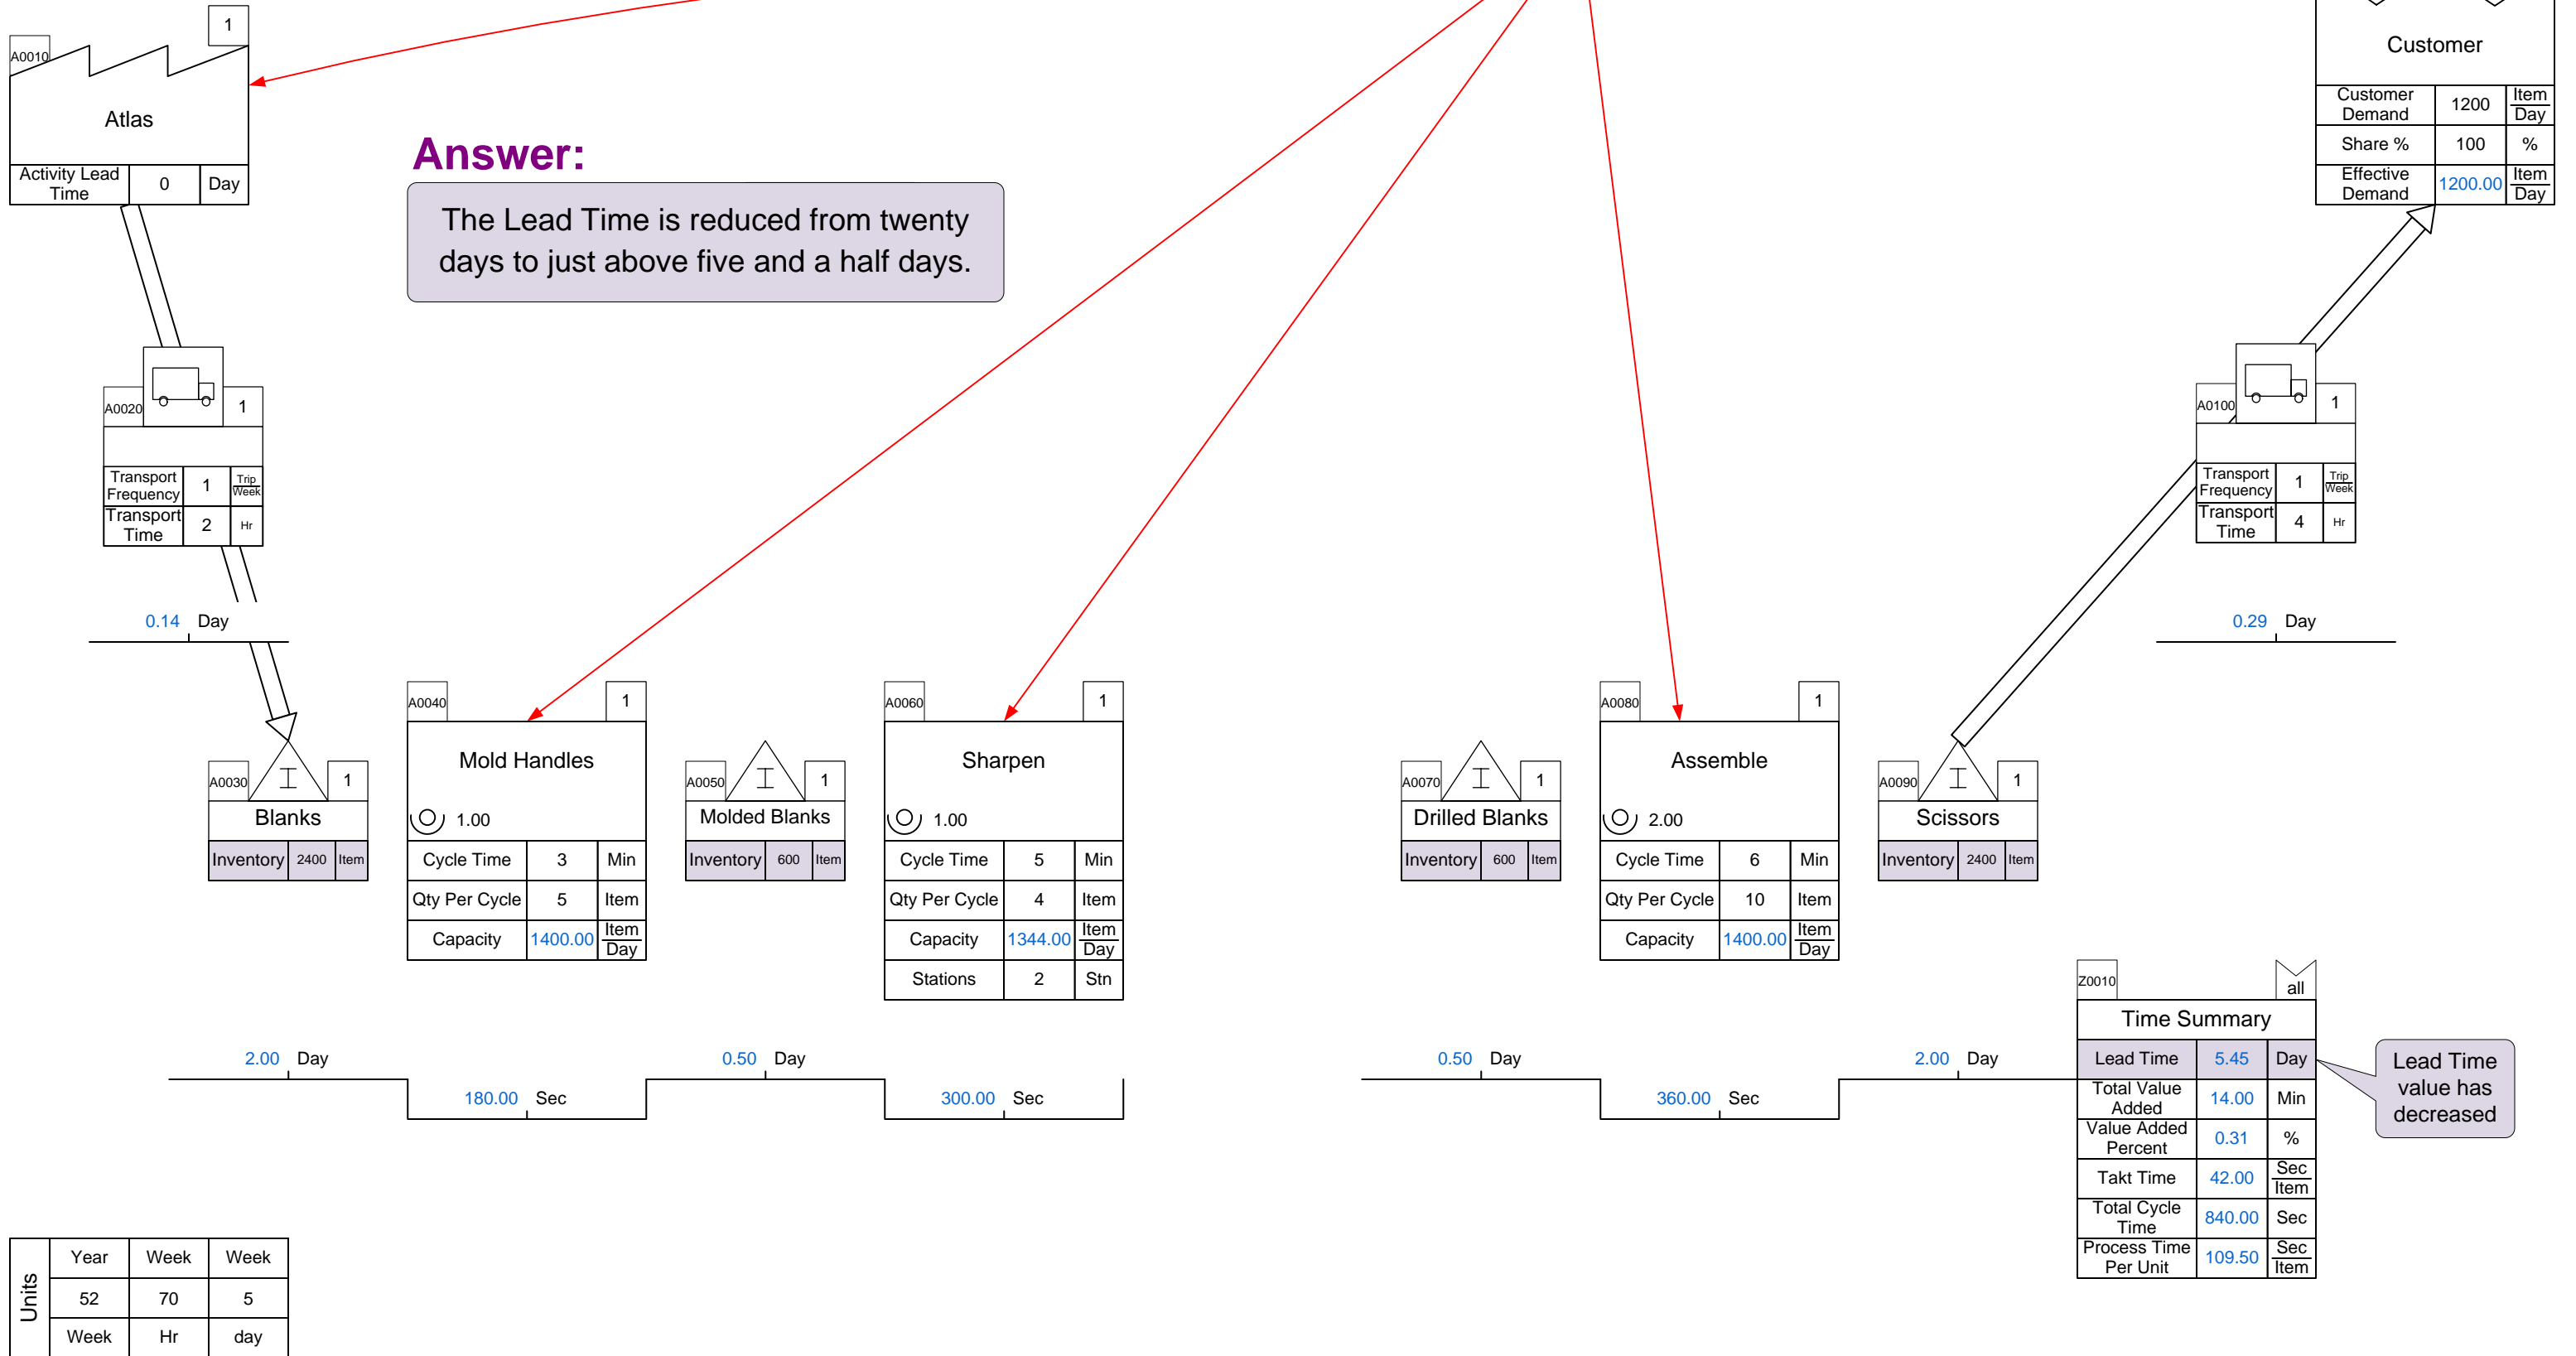 1
A0010
Atlas
Activity Lead
Time
0
Day
Answer:
The Lead Time is reduced from twenty
days to just above five and a half days.
Customer
Customer
Demand
1200
Item
Day
Share %
100
%
Effective
Demand
1200.00
Item
Day
A0020
1
Transport
Frequency
1
Trip
Week
Transport
Time
2
Hr
0.14 Day
A0100
1
Transport
Frequency
1
Trip
Week
Transport
Time
4
Hr
0.29 Day
A0030
I
1
Blanks
Inventory
2400
Item
A0040
1
Mold Handles
1.00
Cycle Time
3
Min
Qty Per Cycle
5
Item
Capacity
1400.00
Item
Day
A0050
I
1
Molded Blanks
Inventory
600
Item
A0060
1
Sharpen
1.00
Cycle Time
5
Min
Qty Per Cycle
4
Item
Capacity
1344.00
Item
Day
Stations
2
Stn
A0070
I
1
Drilled Blanks
Inventory
600
Item
A0080
1
Assemble
2.00
Cycle Time
6
Min
Qty Per Cycle
10
Item
Capacity
1400.00
Item
Day
A0090
I
1
Scissors
Inventory
2400
Item
2.00 Day
180.00 Sec
0.50 Day
300.00 Sec
0.50 Day
360.00 Sec
2.00 Day
Z0010
all
Time Summary
Lead Time
5.45
Day
Total Value
Added
14.00
Min
Value Added
Percent
0.31
%
Takt Time
42.00
Sec
Item
Total Cycle
Time
840.00
Sec
Process Time
Per Unit
109.50
Sec
Item
Lead Time
value has
decreased
Units
Year
Week
Week
52
70
5
Week
Hr
day